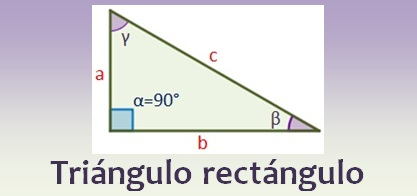 γ
c
a
α=90°
β
b
Triángulo rectángulo